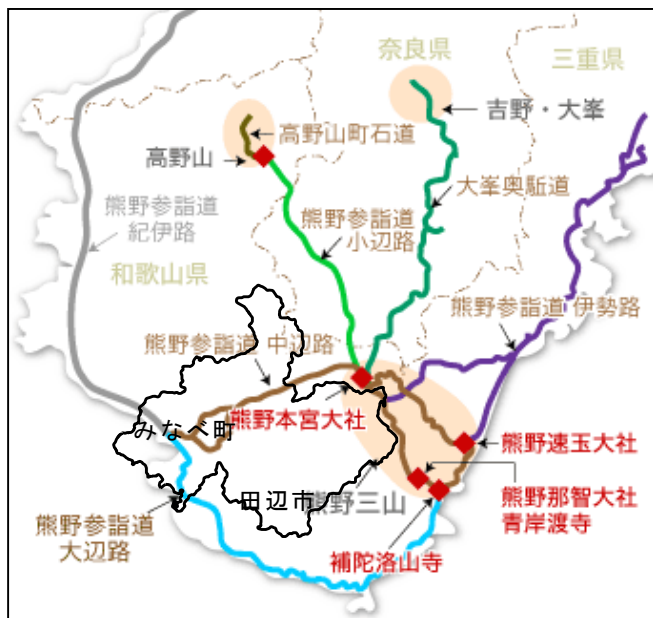 奈良県
三重県
吉野・大峯
高野山町石道
高野山
大峯奥駈道
熊野参詣道
紀伊路
熊野参詣道
小辺路
和歌山県
熊野参詣道 伊勢路
熊野参詣道 中辺路
熊野本宮大社
みなべ町
熊野速玉大社
田辺市
熊野三山
熊野那智大社
青岸渡寺
熊野参詣道
大辺路
補陀洛山寺